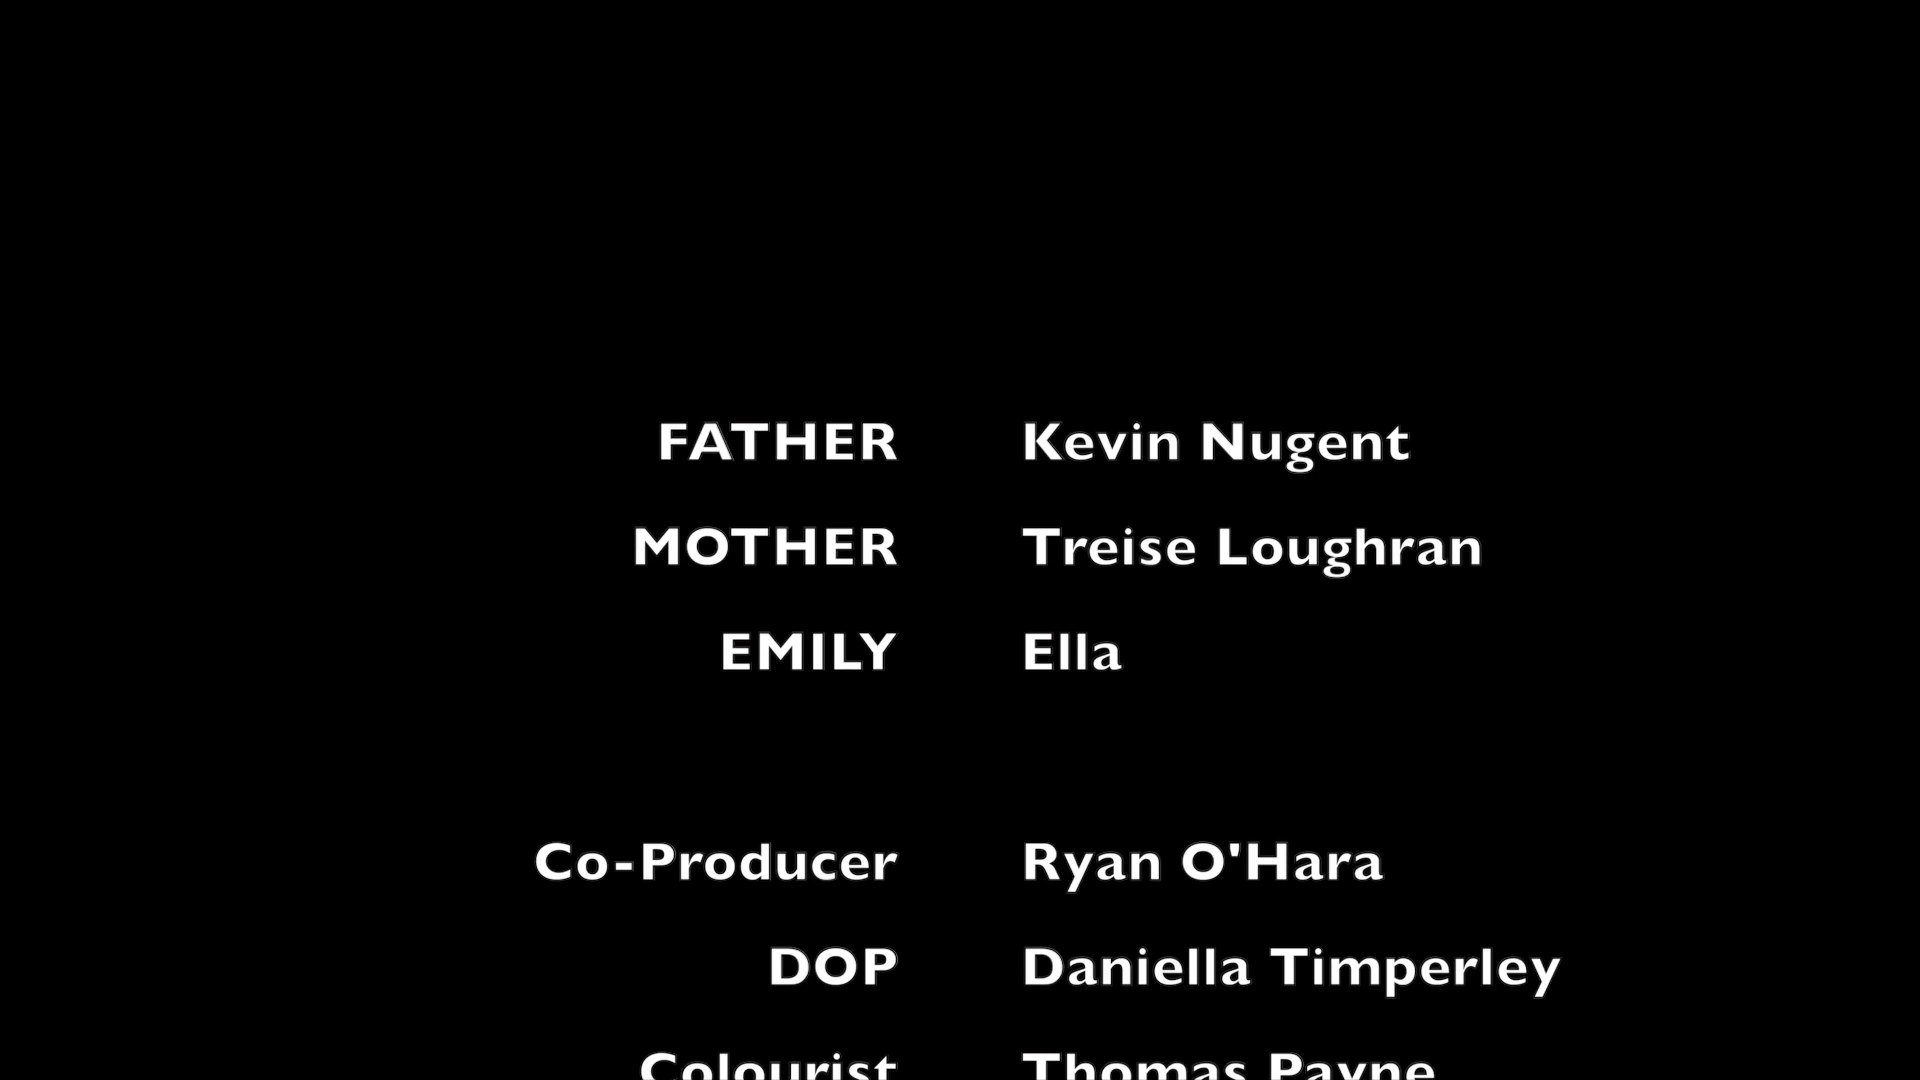 FATHER Kevin Nugent
MOTHER Treise Loughran
EMILY Ella
Co-Producer Ryan O'Hara
DOP Daniella Timperley
Colourist Thomas Payne